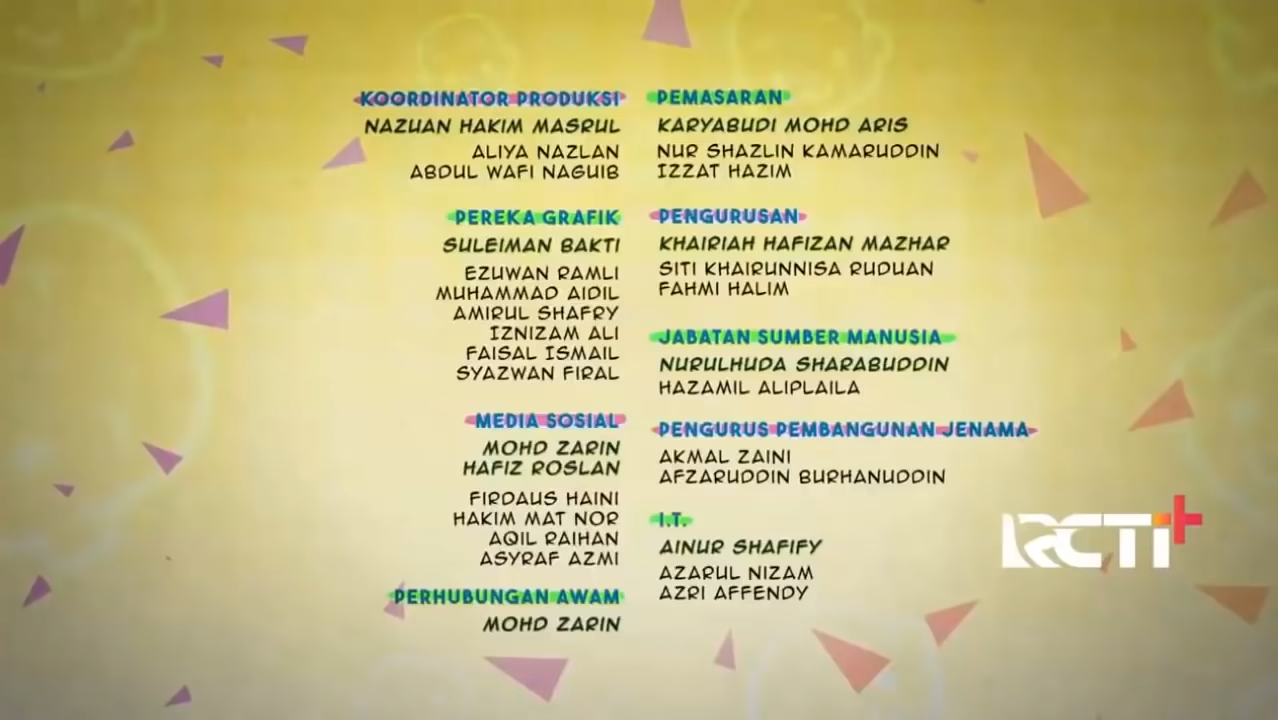 KOORDINATOR PRODUKSI
NAZUAN HAKIM MASRUL
ALIYA NAZLAN
ABDUL WAFI NAGUIB
PEREKA GRAFIK
SULEIMAN BAKTI
EZUWAN RAMLI
MUHAMMAD AIDIL
AMIRUL SHAFRY
IZNIZAM ALI
FAISAL ISMAIL
SYAZWAN FIRAL
MEDIA SOSIAL
MOHD ZARIN
HAFIZ ROSLAN
FIRDAUS HAINI
HAKIM MAT NOR
AQIL RAIHAN
ASYRAF AZMI
PERHUBUNGAN AWAM
MOHD ZARIN
PEMASARAN
KARYABUDI MOHD ARIS
NUR SHAZLIN KAMARUDDIN
IZZAT HAZIM
PENGURUSAN
KHAIRIAH HAFIZAN MAZHAR
SITI KHAIRUNNISA RUDUAN
FAHMI HALIM
JABATAN SUMBER MANUSIA
NURULHUDA SHARABUDDIN
HAZAMIL ALIPLAILA
PENGURUS PEMBANGUNAN JENAMA
AKMAL ZAINI
AFZARUDDIN BURHANUDDIN
I.T.
AINUR SHAFIFY
AZARUL NIZAM
AZRI AFFENDY
RCTI+